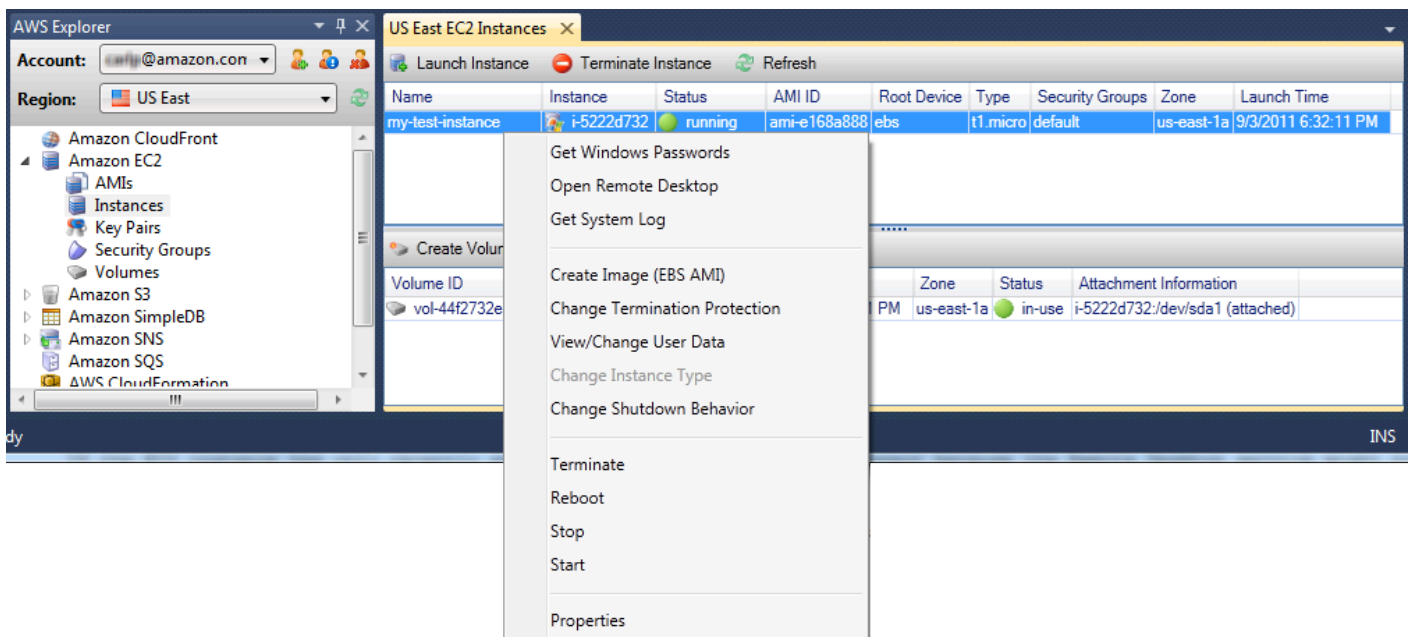 AWS Explorer
Account: @amazon.con
Region: US East
Amazon CloudFront
Amazon EC2
AMIs
Instances
Key Pairs
Security Groups
Volumes
Amazon S3
Amazon SimpleDB
Amazon SNS
Amazon SQS
AWS CloudFormation
US East EC2 Instances
Launch Instance Terminate Instance Refresh
Name Instance Status AMI ID Root Device Type Security Groups Zone Launch Time
my-test-instance i-5222d732 running ami-e168a888 ebs t1.micro default us-east-1a 9/3/2011 6:32:11 PM
Create Volu
Volume ID Zone Status Attachment Information
vol-44f2732e PM us-east-1a in-use i-5222d732:/dev/sda1 (attached)
Get Windows Passwords
Open Remote Desktop
Get System Log
Create Image (EBS AMI)
Change Termination Protection
View/Change User Data
Change Instance Type
Change Shutdown Behavior
Terminate
Reboot
Stop
Start
Properties
dy INS